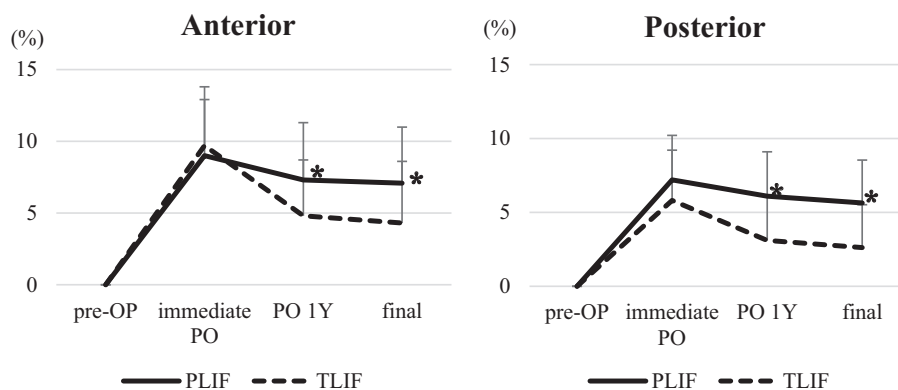 Anterior
(%)
15
10
5
0
*
*
pre-OP
immediate PO
PO 1Y
final
PLIF
TLIF
Posterior
(%)
15
10
5
0
*
*
pre-OP
immediate PO
PO 1Y
final
PLIF
TLIF